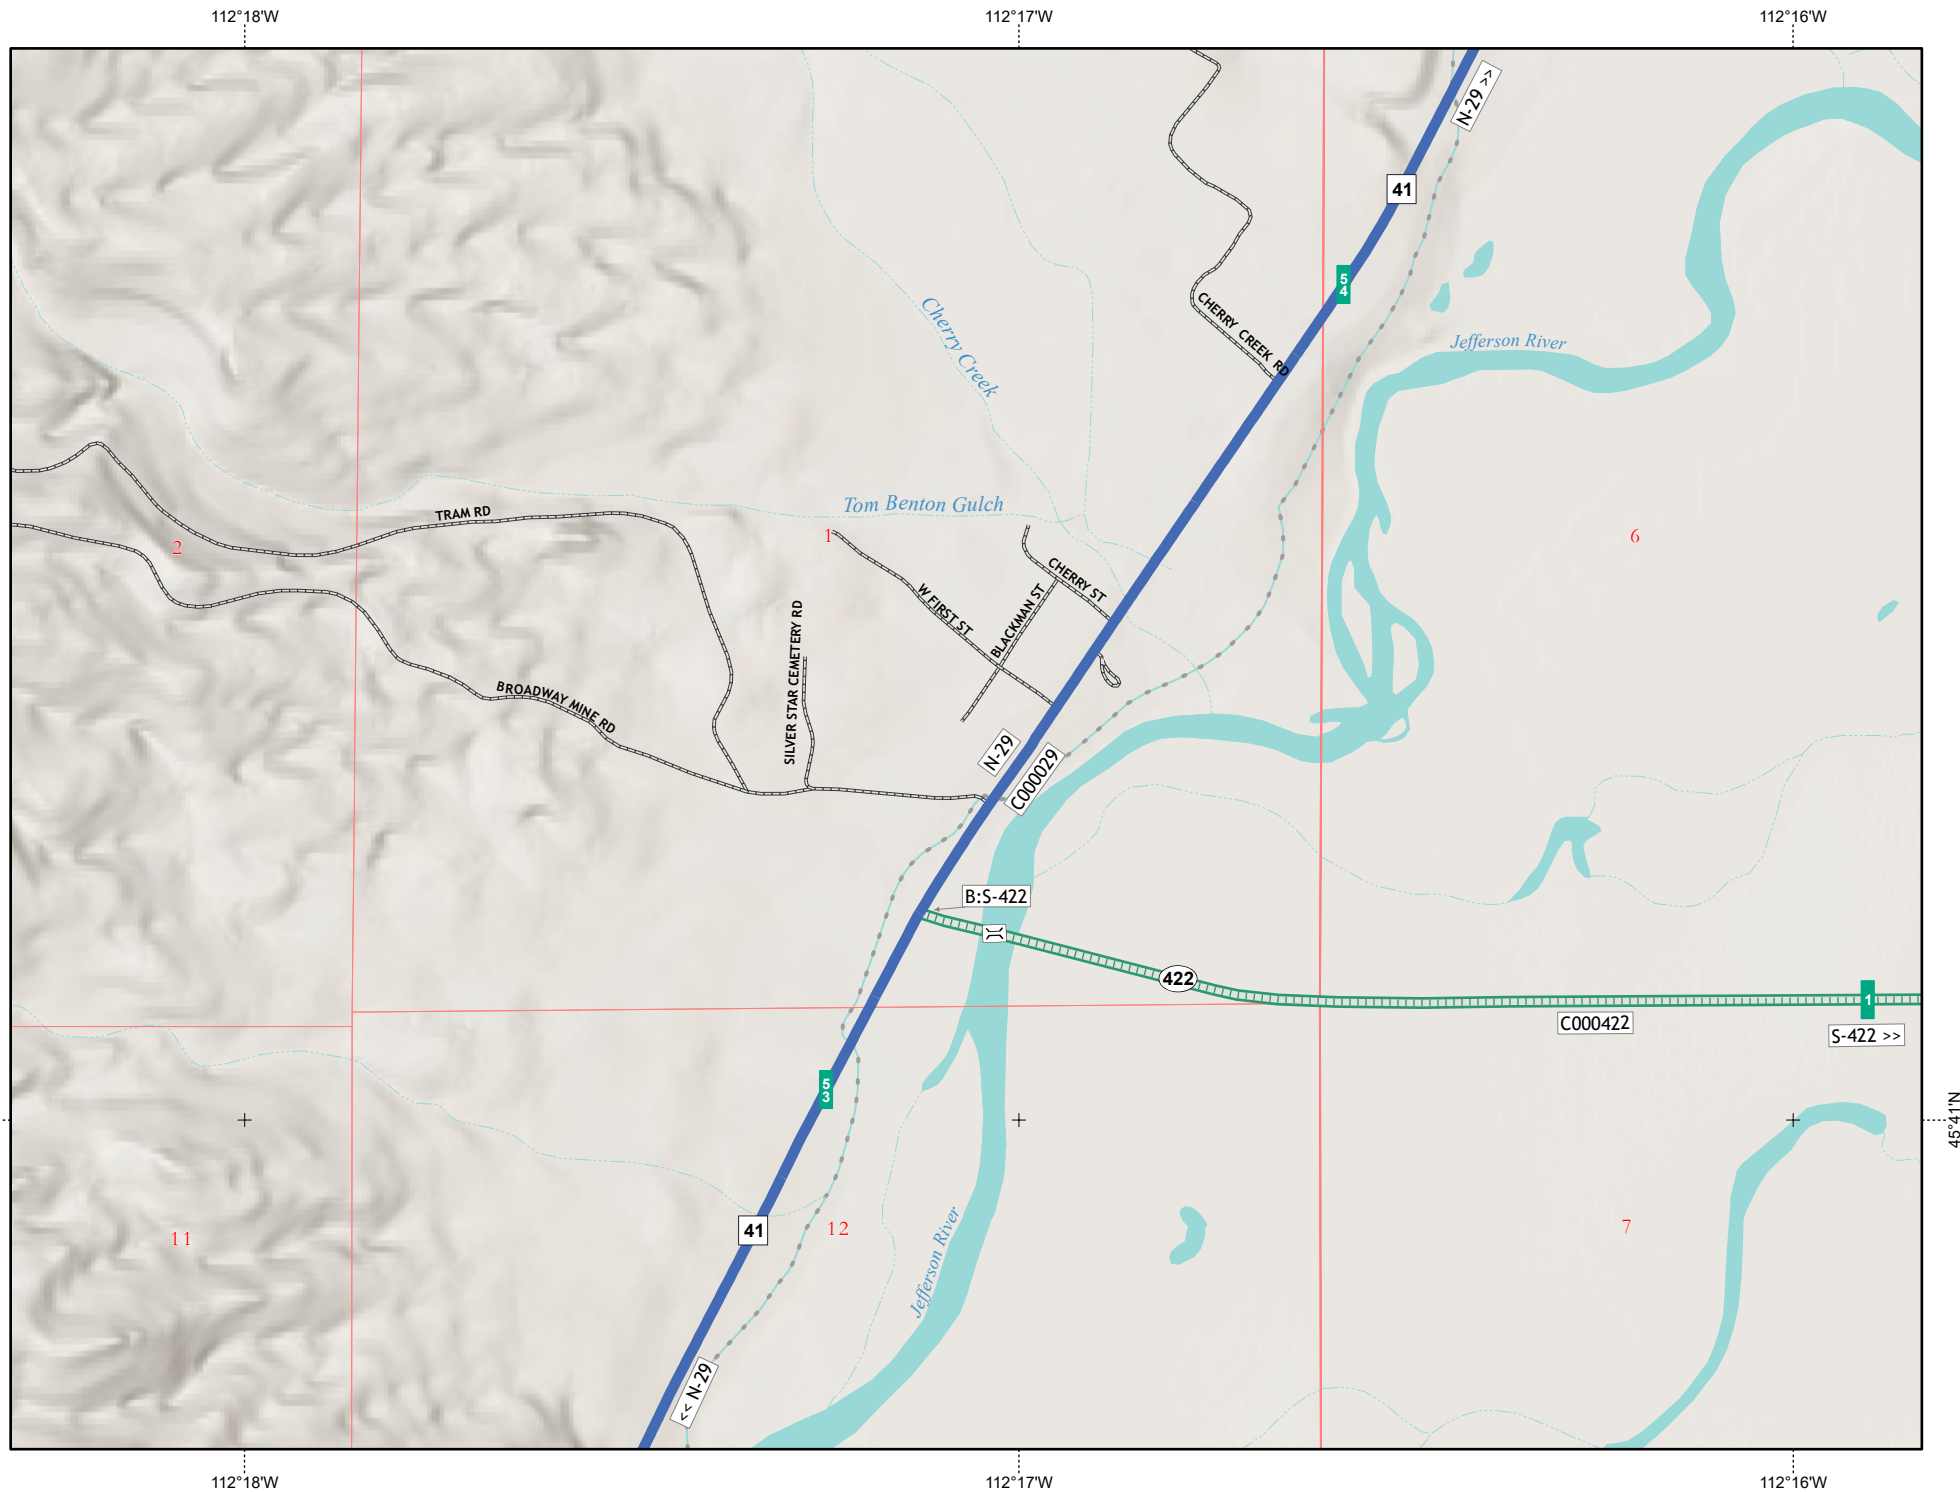 112°18'W
112°17'W
112°16'W
N-29 >>
41
5
4
Cherry Creek
CHERRY CREEK RD
Jefferson River
TRAM RD
Tom Benton Gulch
2
1
6
CHERRY ST
W FIRST ST
BLACKMAN ST
SILVER STAR CEMETERY RD
BROADWAY MINE RD
N-29
C000029
B:S-422
422
1
C000422
S-422 >>
5
3
45°41'N
41
12
11
7
Jefferson River
<< N-29
112°18'W
112°17'W
112°16'W